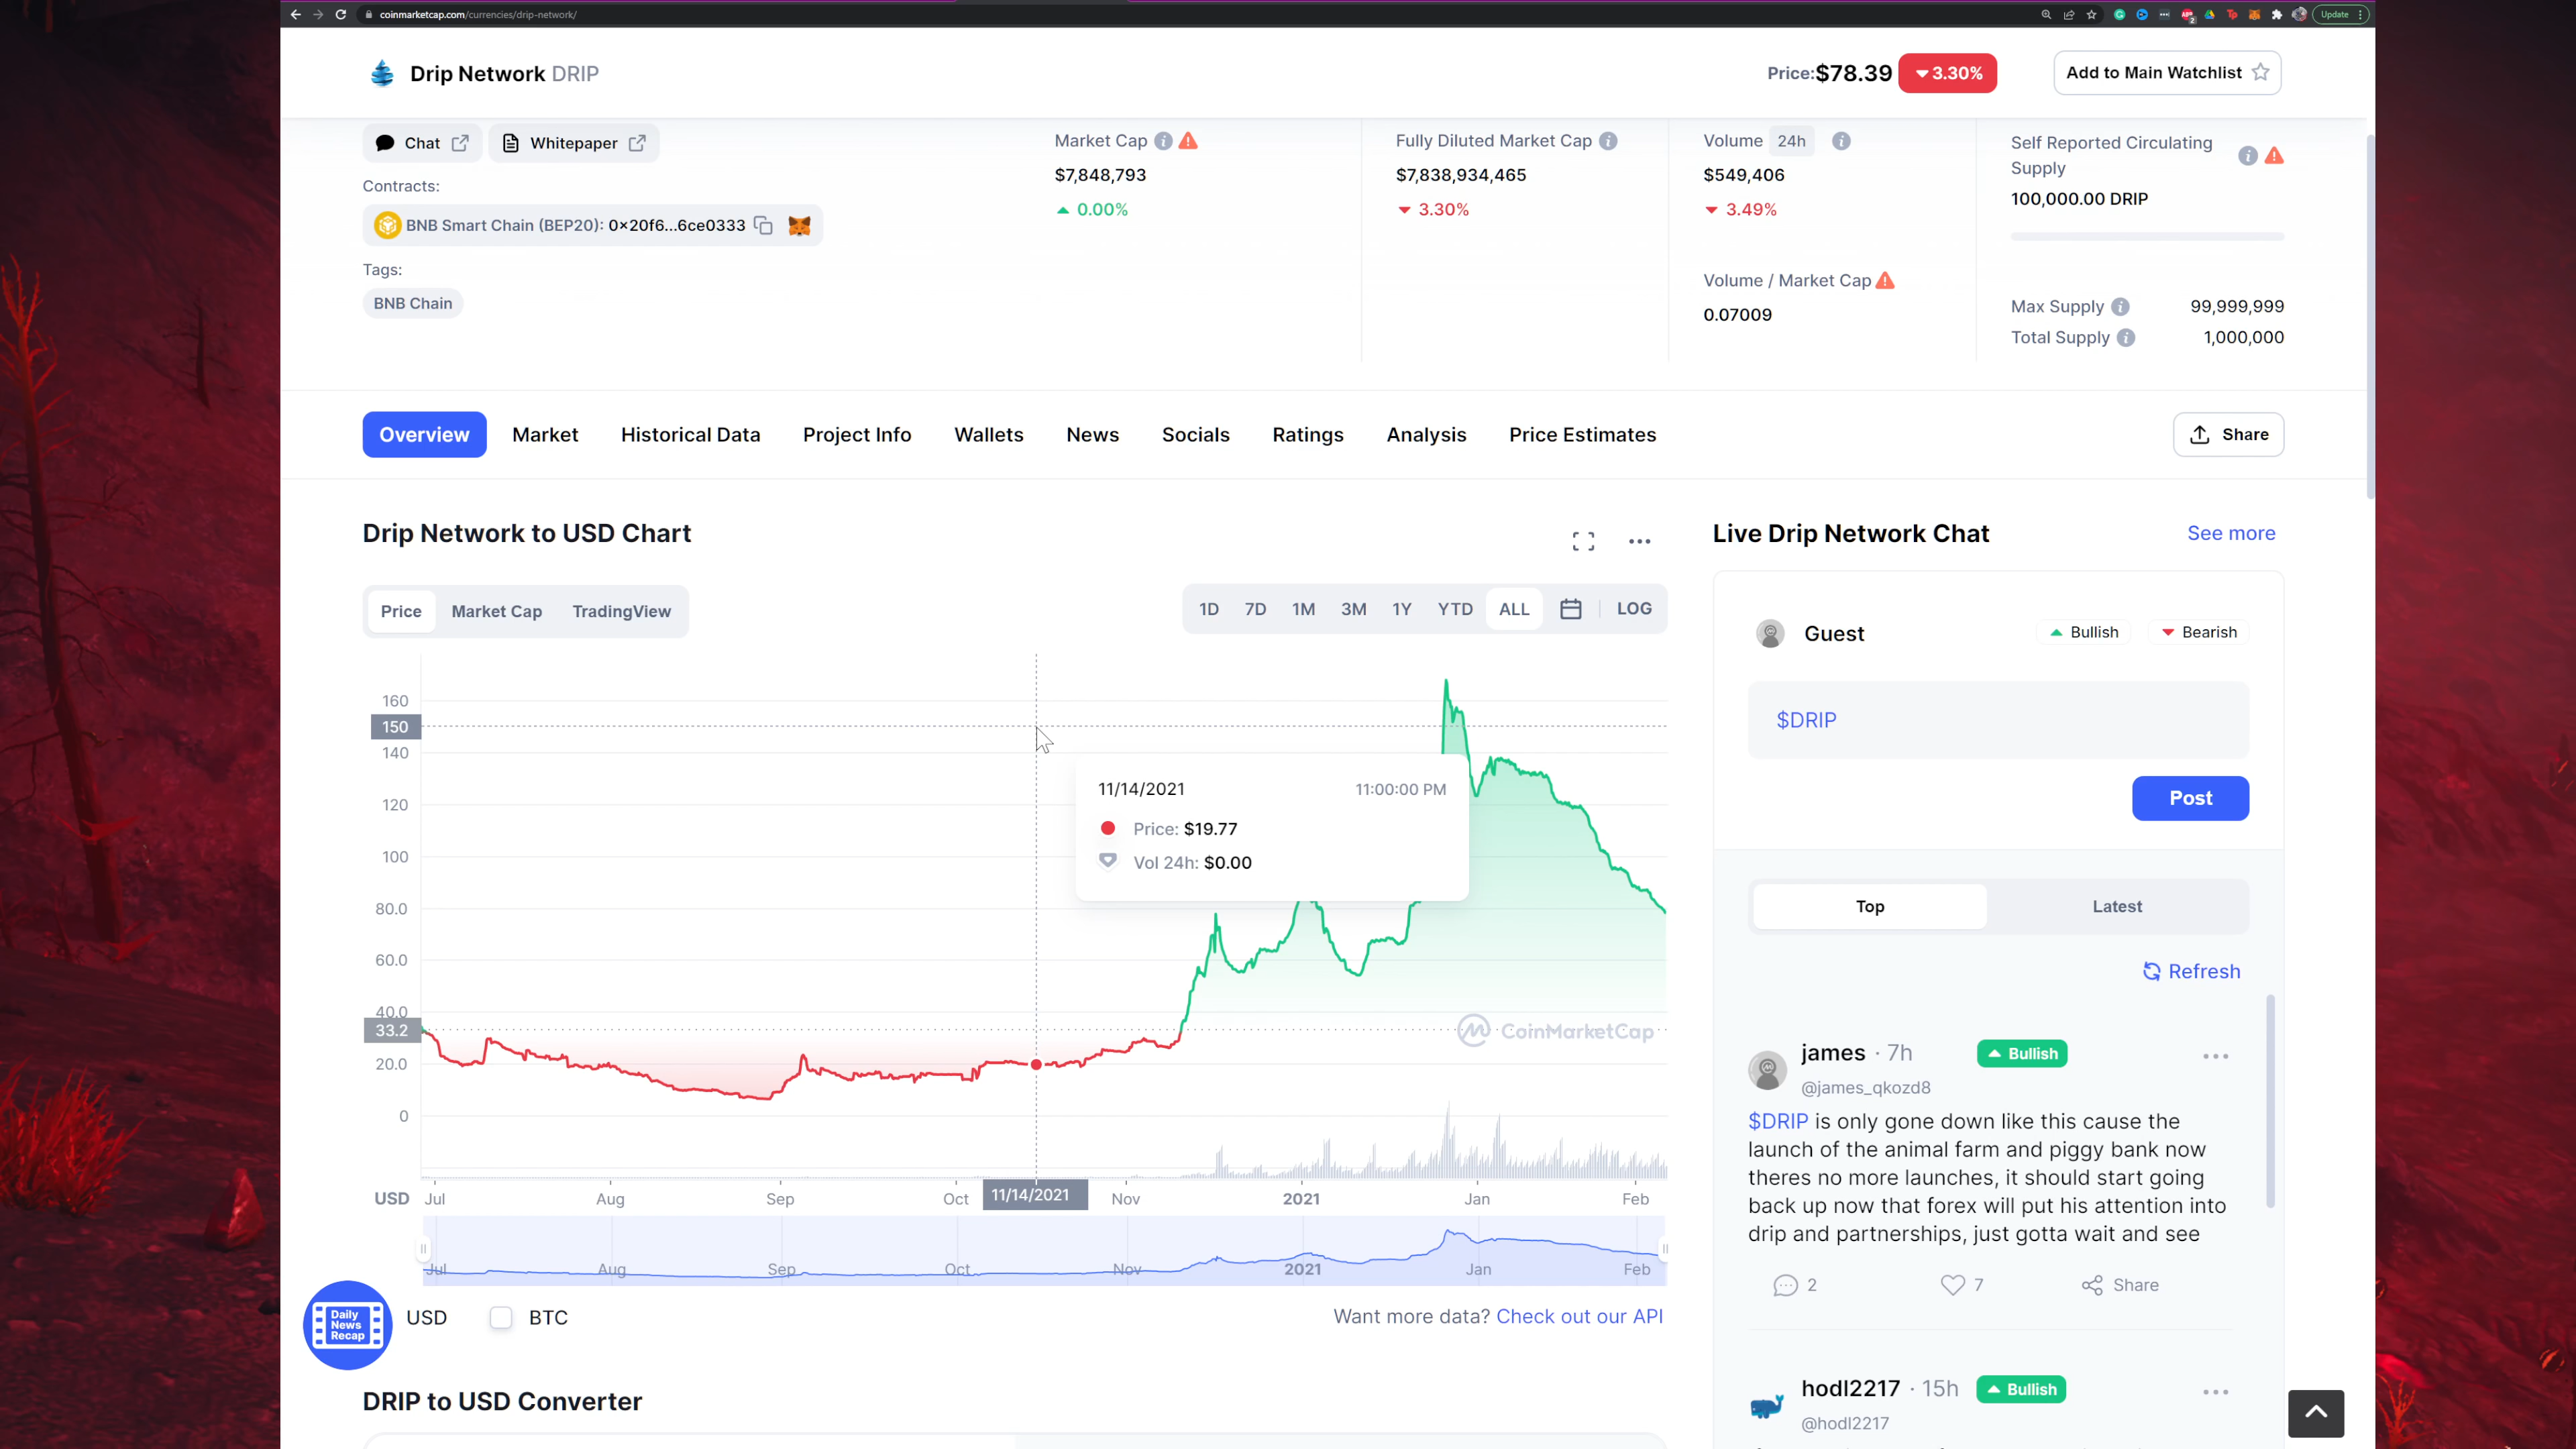 coinmarketcap.com/currencies/drip-network/
Update
Drip Network DRIP
Price:$78.39 3.30%
Add to Main Watchlist
Chat
Whitepaper
Contracts:
BNB Smart Chain (BEP20): 0×20f6...6ce0333
Tags:
BNB Chain
Market Cap
$7,848,793
0.00%
Fully Diluted Market Cap
$7,838,934,465
3.30%
Volume 24h
$549,406
3.49%
Volume / Market Cap
0.07009
Self Reported Circulating
Supply
100,000.00 DRIP
Max Supply 99,999,999
Total Supply 1,000,000
Overview Market Historical Data Project Info Wallets News Socials Ratings Analysis Price Estimates
Share
Drip Network to USD Chart
Price Market Cap TradingView
1D 7D 1M 3M 1Y YTD ALL LOG
160
150
140
120
100
80.0
60.0
40.0
33.2
20.0
0
11/14/2021 11:00:00 PM
Price: $19.77
Vol 24h: $0.00
CoinMarketCap
USD Jul Aug Sep Oct 11/14/2021 Nov 2021 Jan Feb
Jul Aug Sep Oct Nov 2021 Jan Feb
Daily
News
Recap
USD BTC
Want more data? Check out our API
DRIP to USD Converter
Live Drip Network Chat See more
Guest Bullish Bearish
$DRIP
Post
Top Latest
Refresh
james · 7h Bullish
@james_qkozd8
$DRIP is only gone down like this cause the
launch of the animal farm and piggy bank now
theres no more launches, it should start going
back up now that forex will put his attention into
drip and partnerships, just gotta wait and see
2 7 Share
hodl2217 · 15h Bullish
@hodl2217